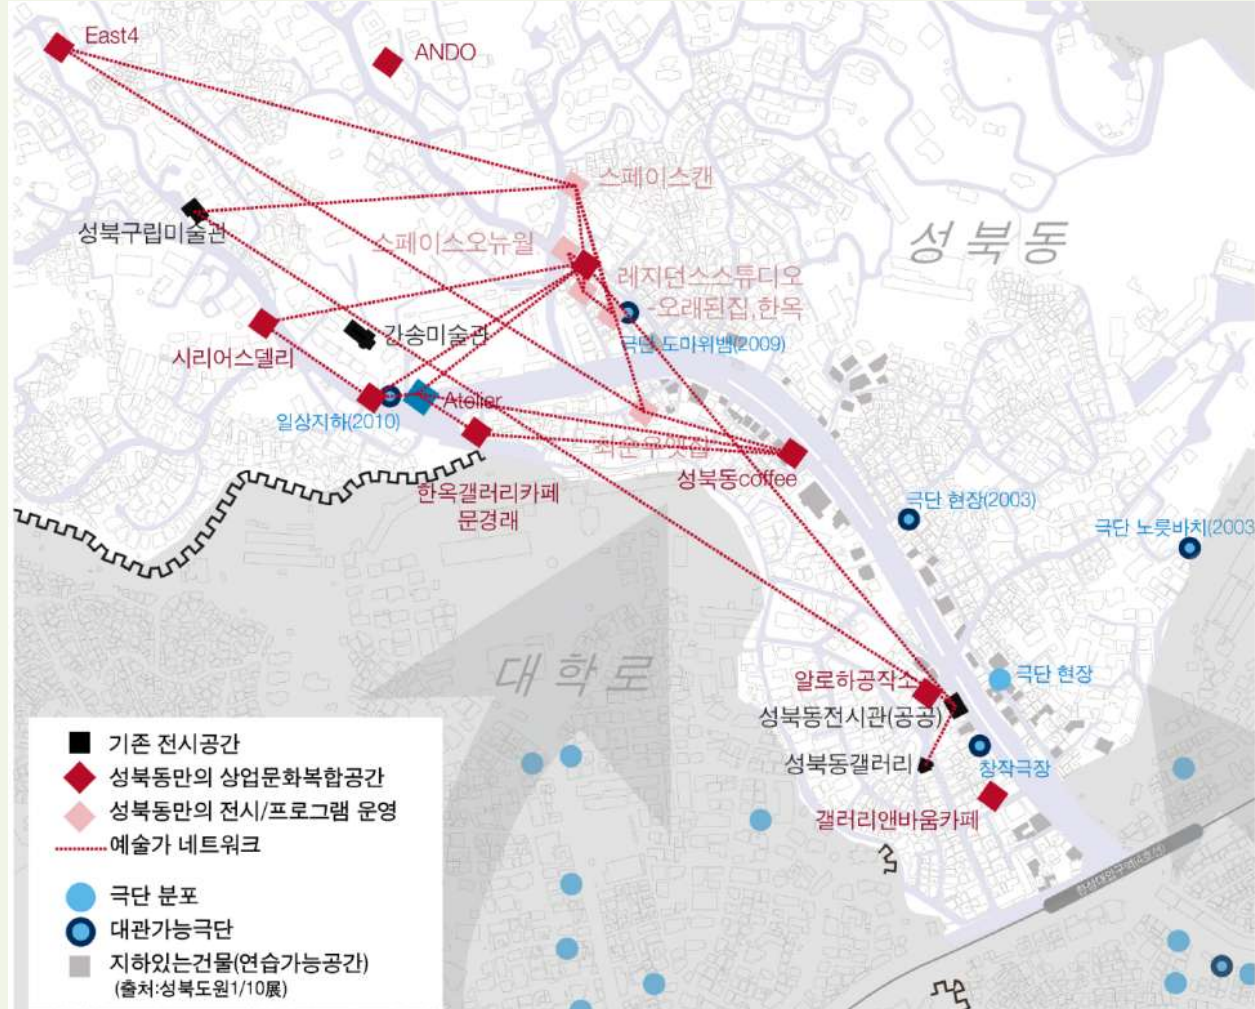 East4
ANDO
스페이스캔
성북구립미술관
스페이스오뉴월
성북동
레지던스스튜디오
-오래된집,한옥
간송미술관
극단 도마위뱀(2009)
시리어스델리
Atelier
일상지하(2010)
최순우옛집
성북동coffee
한옥갤러리카페
문경래
극단 현장(2003)
극단 노릇바치(2003
대학로
알로하공작소
극단 현장
성북동전시관(공공)
성북동갤러리
창작극장
갤러리앤바움카페
한성대입구역(4호선)
기존 전시공간
성북동만의 상업문화복합공간
성북동만의 전시/프로그램 운영
예술가 네트워크
극단 분포
대관가능극단
지하있는건물(연습가능공간)
(출처:성북도원1/10展)